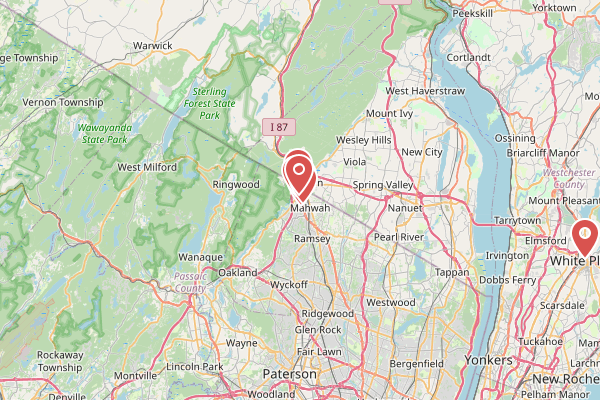 Yorktown
Peekskill
Warwick
Cortlandt
ge Township
Sterling
Forest State
Park
West Haverstraw
Vernon Township
Mount Ivy
I 87
Wawayanda
State Park
Ossining
Wesley Hills
Viola
New City
Briarcliff Manor
West Milford
Westchester
County
Ringwood
n
Spring Valley
Mount Pleasant
Mahwah
Nanuet
Tarrytown
Ramsey
Pearl River
Elmsford
Wanaque
White Pl
Irvington
Oakland
Tappan
Passaic
County
Dobbs Ferry
Wyckoff
Westwood
Scarsdale
Ridgewood
Glen Rock
Wayne
Tuckahoe
Mam
Fair Lawn
Rockaway
Township
Lincoln Park
Bergenfield
Yonkers
Montville
Paterson
New Roche
Denville
Woodland
Pelham Manor